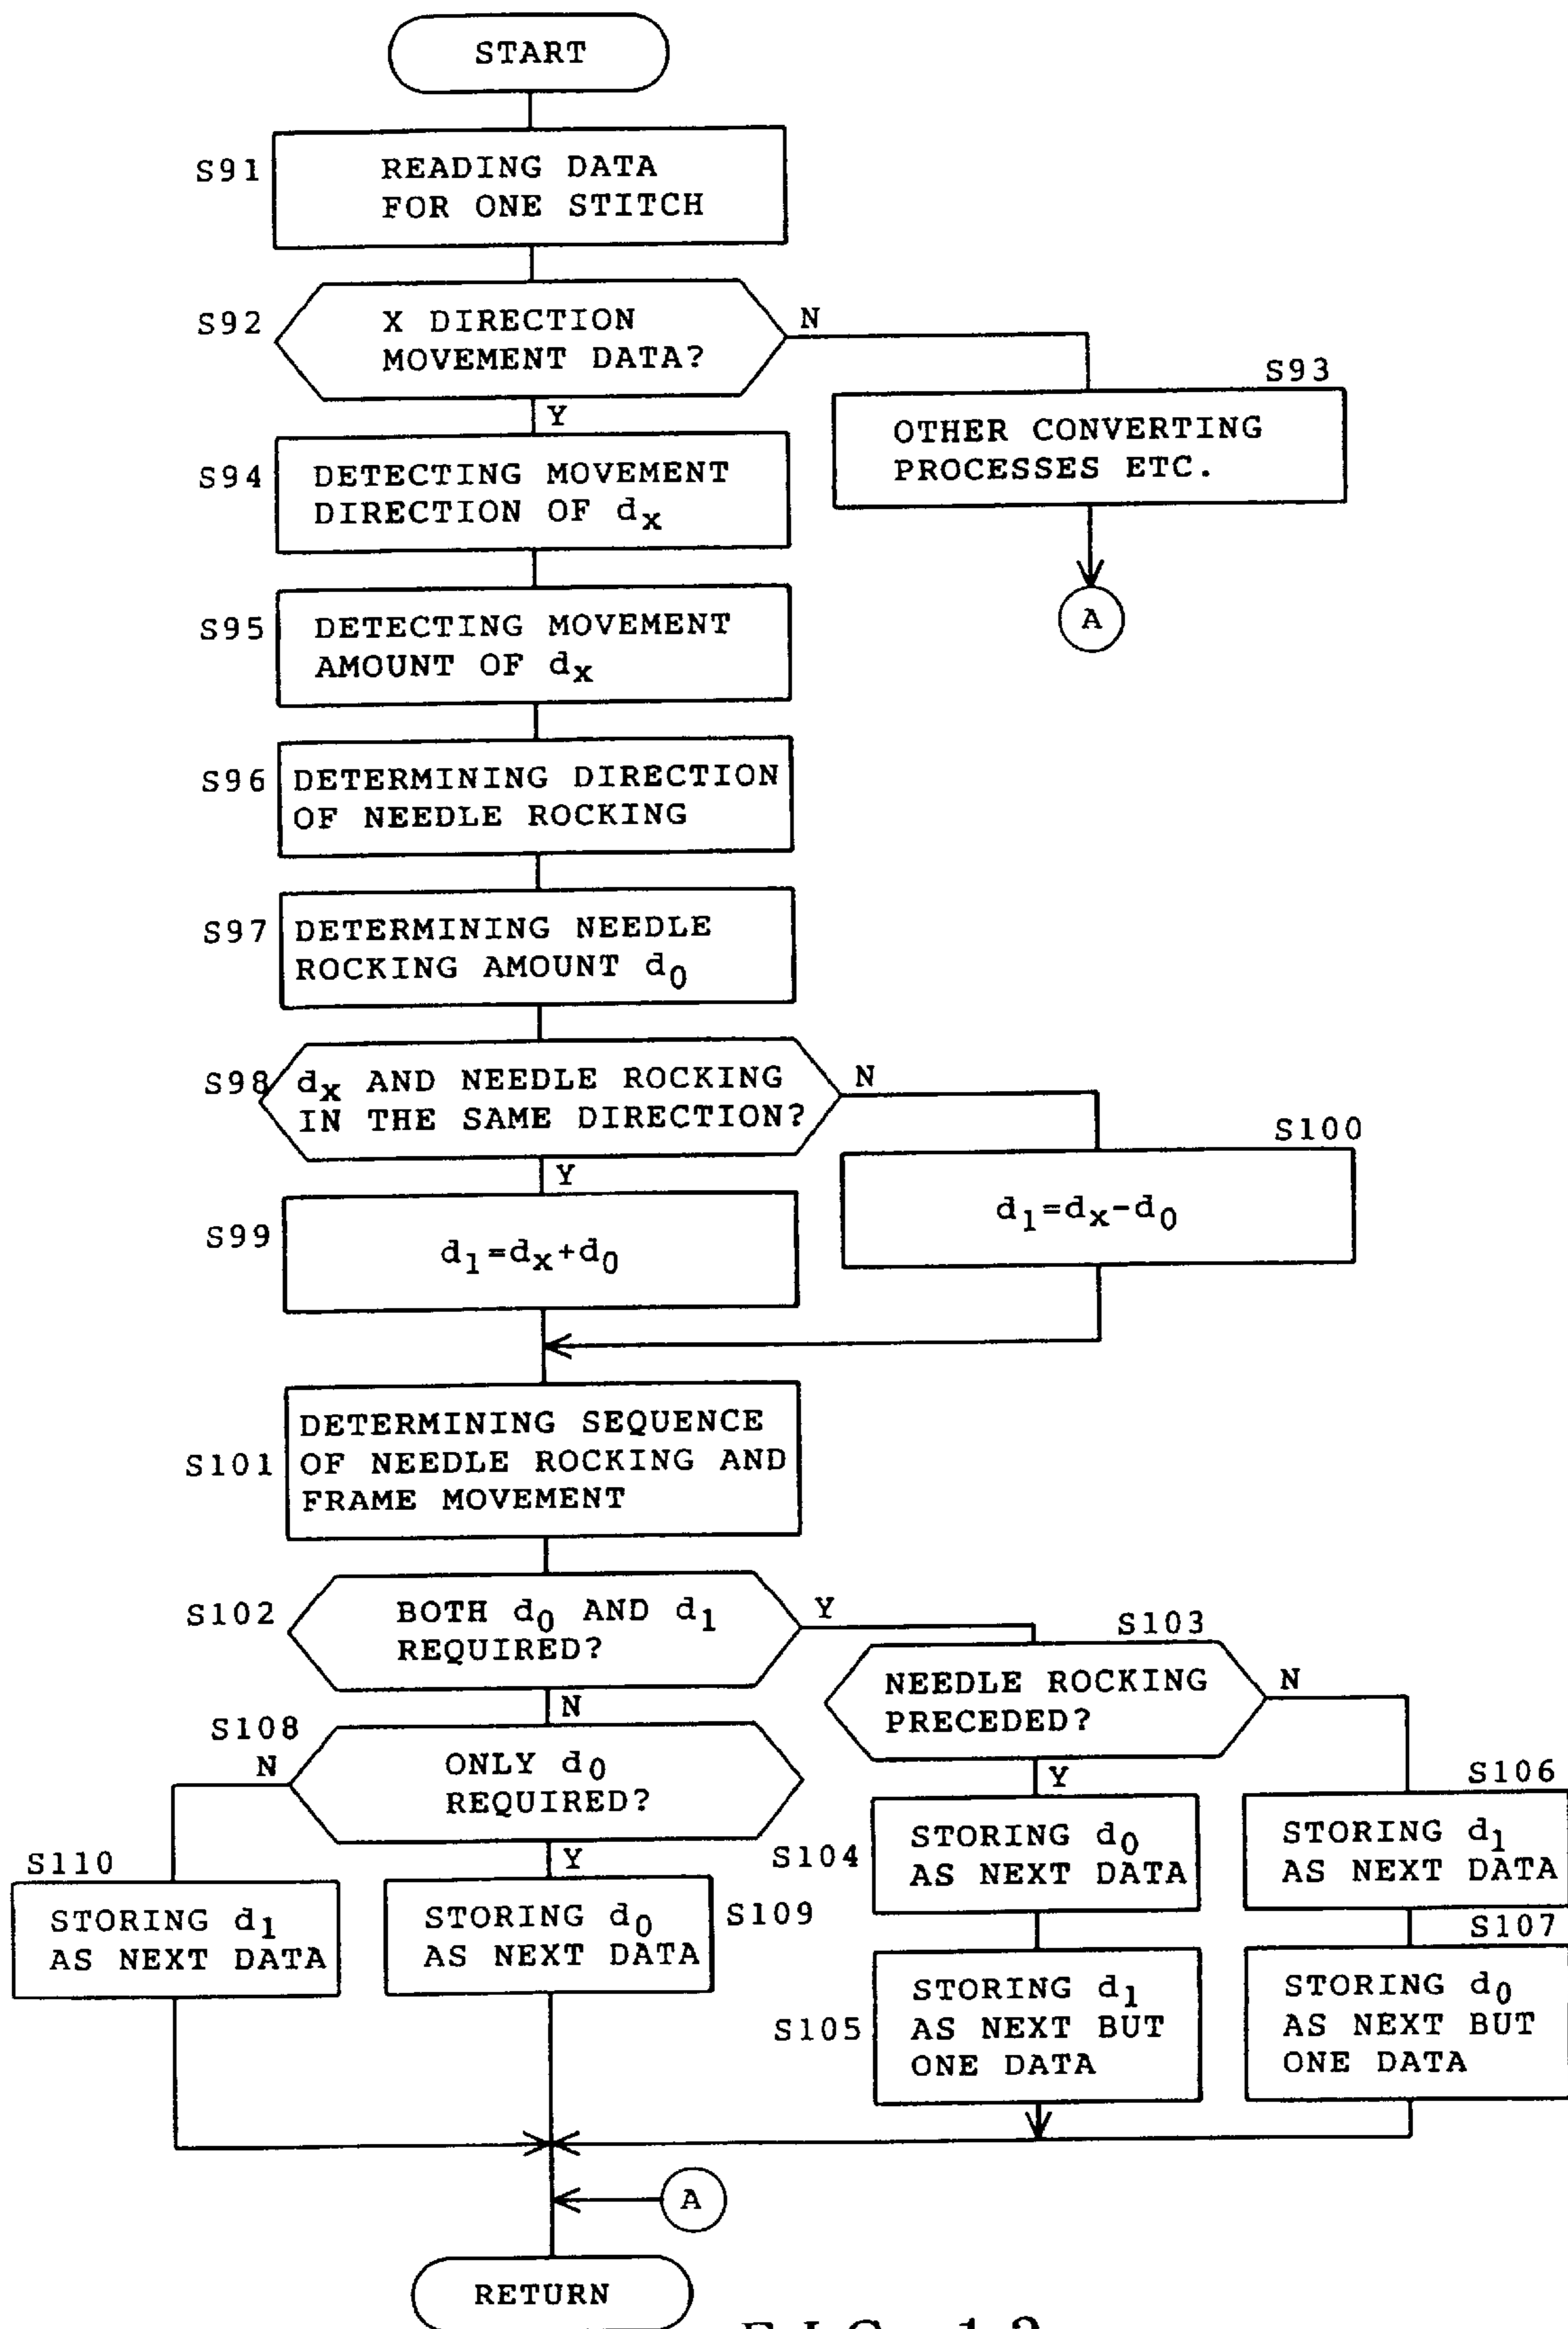 START
S91
READING DATA
FOR ONE STITCH
S92
X DIRECTION
MOVEMENT DATA?
N
Y
S93
OTHER CONVERTING
PROCESSES ETC.
A
S94
DETECTING MOVEMENT
DIRECTION OF dx
S95
DETECTING MOVEMENT
AMOUNT OF dx
S96
DETERMINING DIRECTION
OF NEEDLE ROCKING
S97
DETERMINING NEEDLE
ROCKING AMOUNT d0
S98
dx AND NEEDLE ROCKING
IN THE SAME DIRECTION?
N
Y
S100
d1=dx-d0
S99
d1=dx+d0
S101
DETERMINING SEQUENCE
OF NEEDLE ROCKING AND
FRAME MOVEMENT
S102
BOTH d0 AND d1
REQUIRED?
Y
N
S103
NEEDLE ROCKING
PRECEDED?
N
Y
S108
N
ONLY d0
REQUIRED?
Y
S104
STORING d0
AS NEXT DATA
S106
STORING d1
AS NEXT DATA
S110
STORING d1
AS NEXT DATA
STORING d0
AS NEXT DATA
S109
S105
STORING d1
AS NEXT BUT
ONE DATA
S107
STORING d0
AS NEXT BUT
ONE DATA
A
RETURN